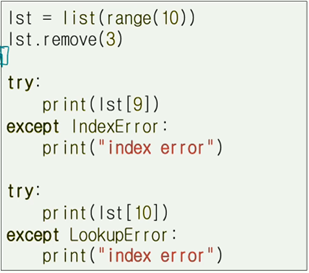 lst = list(range(10))
lst.remove(3)
try:
    print(lst[9])
except IndexError:
    print("index error")
try:
    print(lst[10])
except LookupError:
    print("index error")